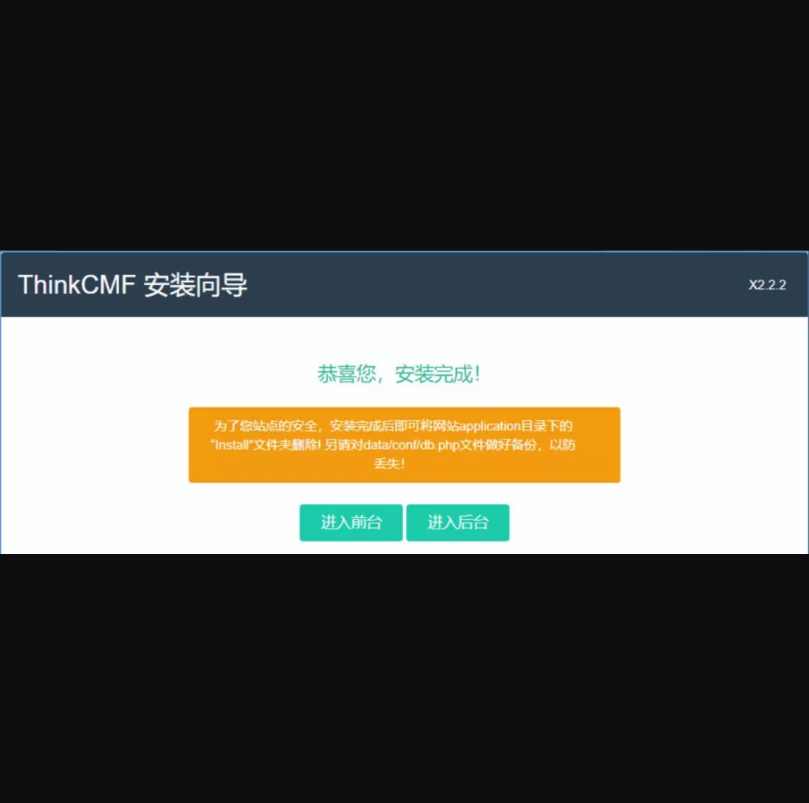 ThinkCMF 安装向导
X2.2.2
恭喜您，安装完成！
为了您站点的安全，安装完成后即可将网站application目录下的
"Install"文件夹删除! 另请对data/conf/db.php文件做好备份，以防
丢失！
进入前台
进入后台